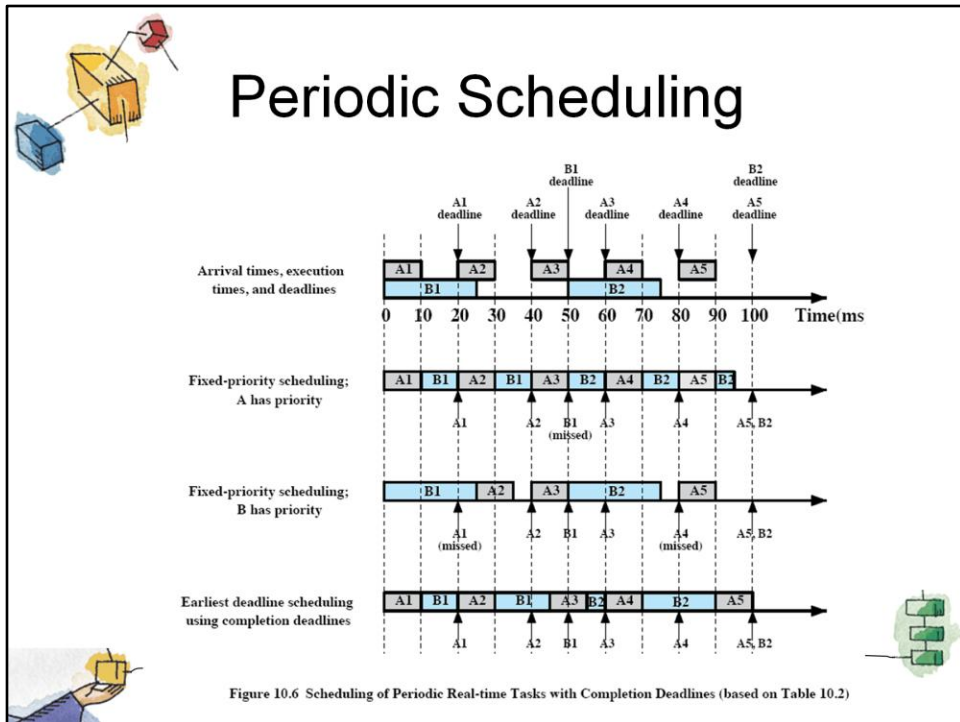 Periodic Scheduling
B1 deadline B2 deadline
A1 deadline A2 deadline A3 deadline A4 deadline A5 deadline
Arrival times, execution times, and deadlines
A1 A2 A3 A4 A5
B1 B2
0 10 20 30 40 50 60 70 80 90 100 Time(ms
Fixed-priority scheduling;
A has priority
A1 B1 A2 B1 A3 B2 A4 B2 A5 B2
A1 A2 B1 (missed) A3 A4 A5, B2
Fixed-priority scheduling;
B has priority
B1 A2 A3 B2 A5
A1 (missed) A2 B1 A3 A4 (missed) A5, B2
Earliest deadline scheduling
using completion deadlines
A1 B1 A2 B1 A3 B2 A4 B2 A5
A1 A2 B1 A3 A4 A5, B2
Figure 10.6 Scheduling of Periodic Real-time Tasks with Completion Deadlines (based on Table 10.2)